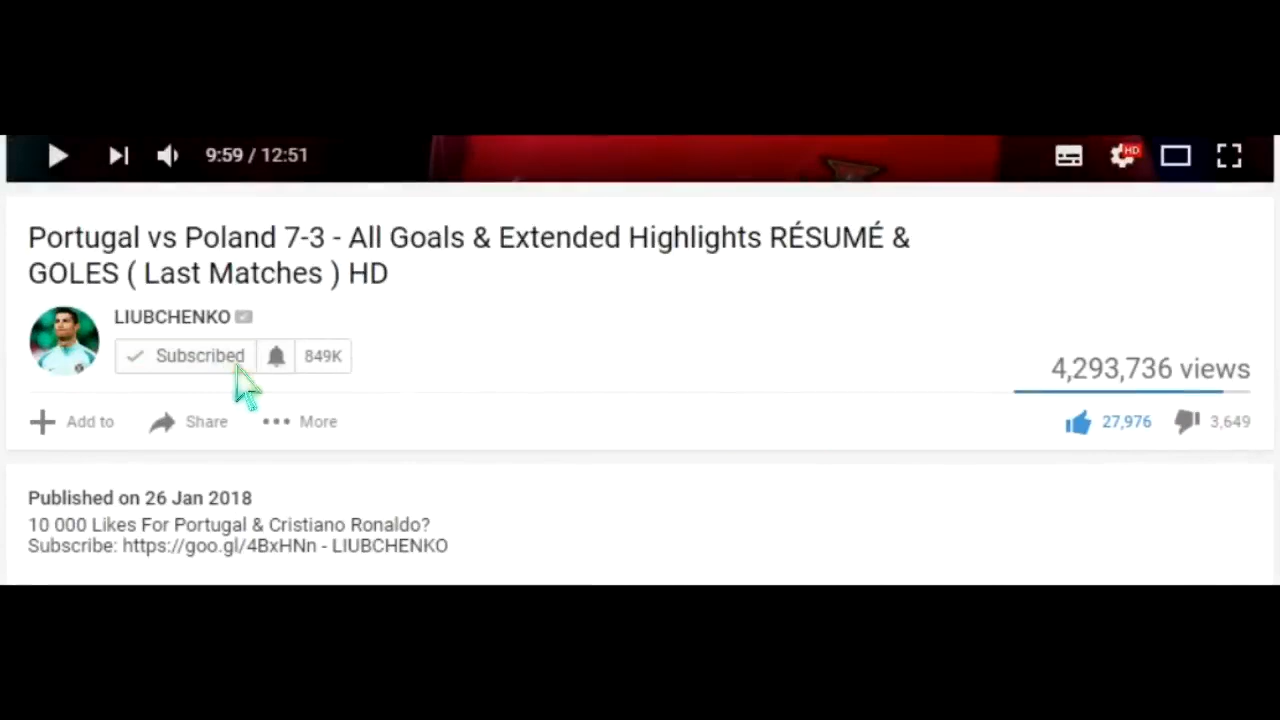 9:59 / 12:51
HD
Portugal vs Poland 7-3 - All Goals & Extended Highlights RÉSUMÉ &
GOLES ( Last Matches ) HD
LIUBCHENKO
Subscribed 849K
4,293,736 views
Add to Share More 27,976 3,649
Published on 26 Jan 2018
10 000 Likes For Portugal & Cristiano Ronaldo?
Subscribe: https://goo.gl/4BxHNn - LIUBCHENKO